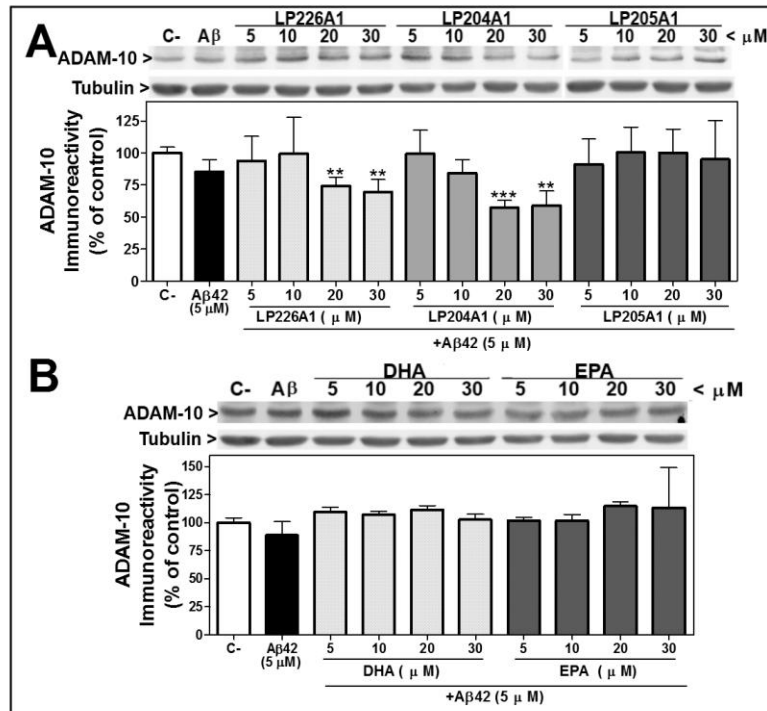 A
LP226A1 LP204A1 LP205A1
C- Aβ 5 10 20 30 5 10 20 30 5 10 20 30 < μM
ADAM-10 >
Tubulin >
ADAM-10
Immunoreactivity
(% of control)
125
100
75
50
25
0
** ** *** **
C- Aβ42 (5 μM) 5 10 20 30 5 10 20 30 5 10 20 30
LP226A1 ( μ M) LP204A1 ( μ M) LP205A1 ( μ M)
+Aβ42 (5 μM)
B
DHA EPA
C- Aβ 5 10 20 30 5 10 20 30 < μM
ADAM-10 >
Tubulin >
ADAM-10
Immunoreactivity
(% of control)
150
125
100
75
50
25
0
C- Aβ42 (5 μM) 5 10 20 30 5 10 20 30
DHA ( μ M) EPA ( μ M)
+Aβ42 (5 μM)